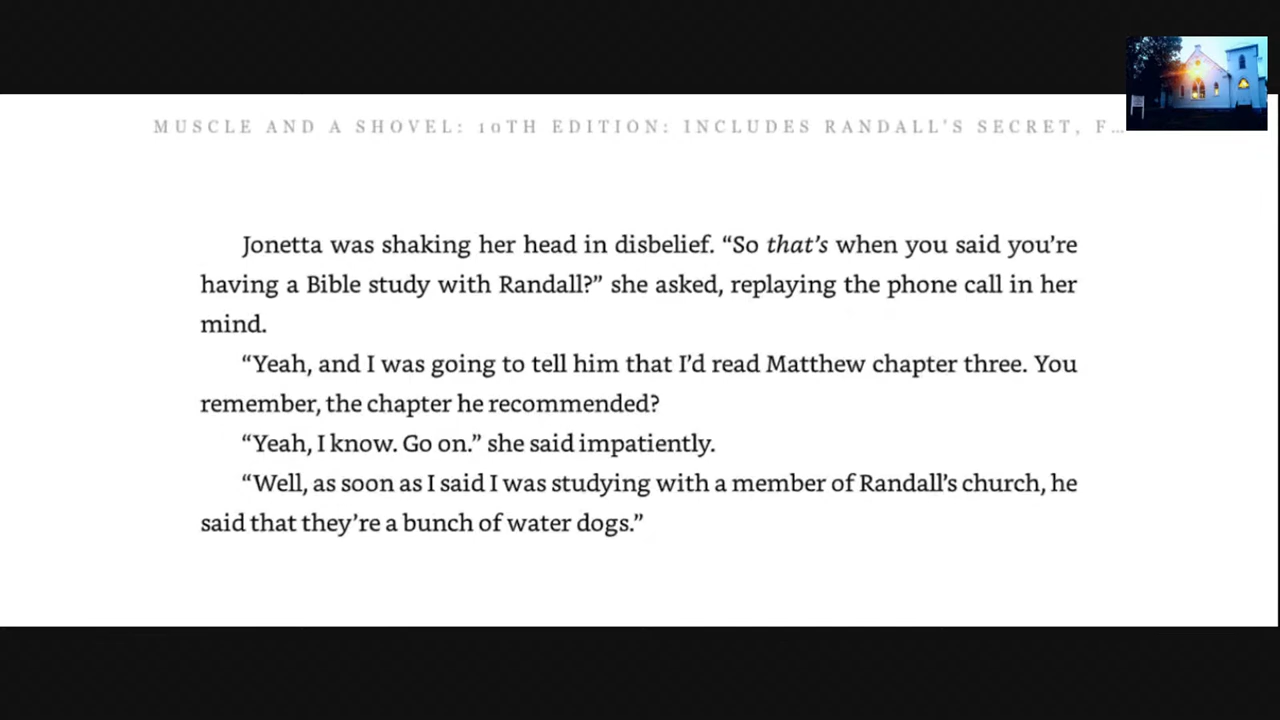 MUSCLE AND A SHOVEL: 10TH EDITION: INCLUDES RANDALL'S SECRET, F...
Jonetta was shaking her head in disbelief. “So that’s when you said you’re
having a Bible study with Randall?” she asked, replaying the phone call in her
mind.
“Yeah, and I was going to tell him that I’d read Matthew chapter three. You
remember, the chapter he recommended?
“Yeah, I know. Go on.” she said impatiently.
“Well, as soon as I said I was studying with a member of Randall’s church, he
said that they’re a bunch of water dogs.”